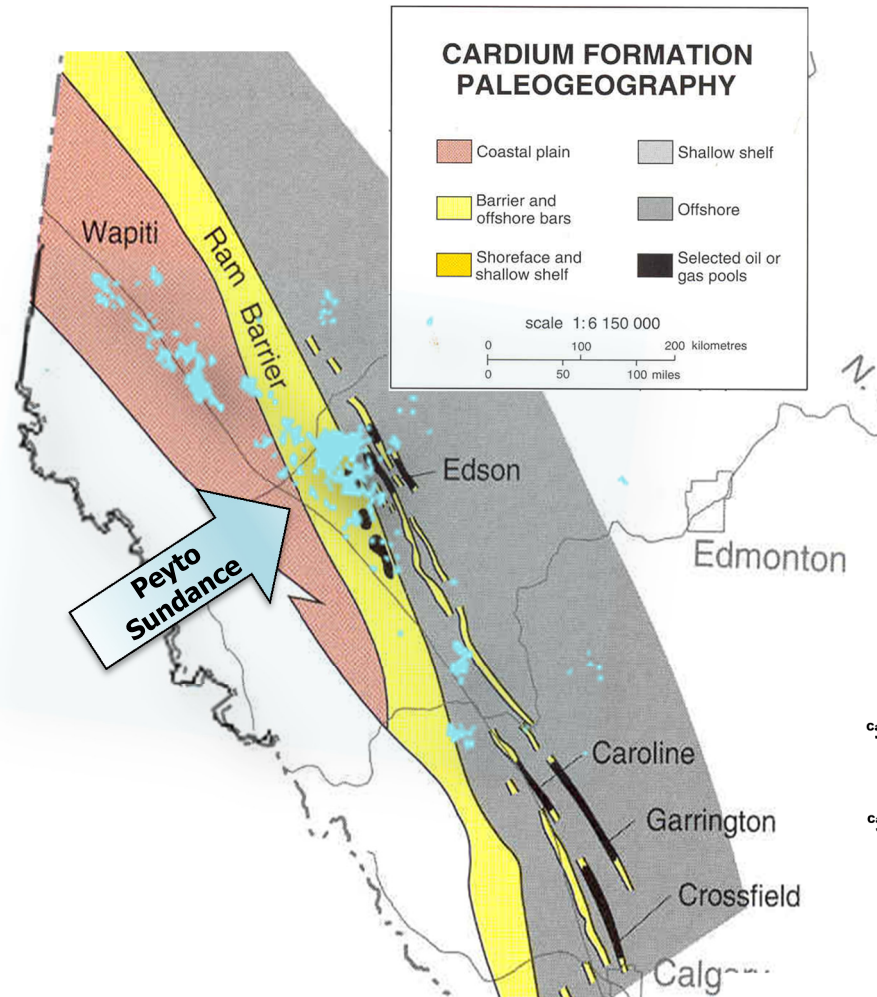 CARDIUM FORMATION
PALEOGEOGRAPHY
Coastal plain
Shallow shelf
Barrier and
offshore bars
Offshore
Shoreface and
shallow shelf
Selected oil or
gas pools
scale 1:6 150 000
0 100 200 kilometres
0 50 100 miles
Wapiti
Ram Barrier
N.
Edson
Edmonton
Peyto
Sundance
Caroline
Garrington
Crossfield